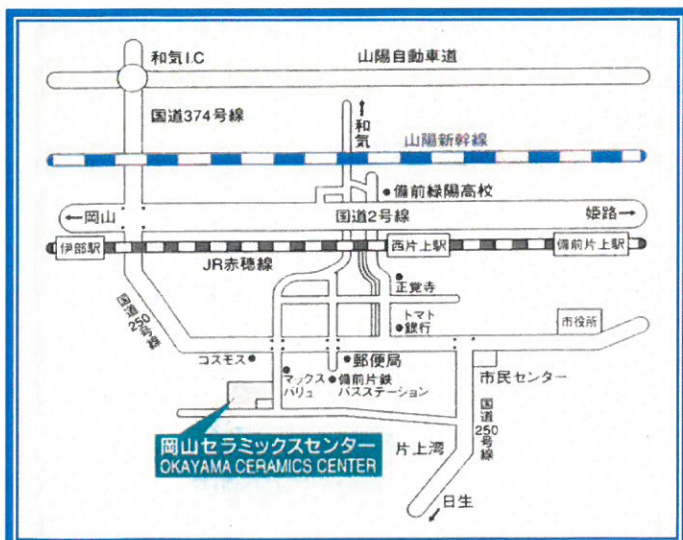 和気I.C
山陽自動車道
国道374号線
和気
山陽新幹線
備前緑陽高校
←岡山
国道2号線
姫路→
伊部駅
西片上駅
備前片上駅
JR赤穂線
正覚寺
国道250号線
トマト
銀行
市役所
コスモス
郵便局
マックス
バリュ
備前片鉄
バスステーション
市民センター
国道250号線
岡山セラミックスセンター
OKAYAMA CERAMICS CENTER
片上湾
日生